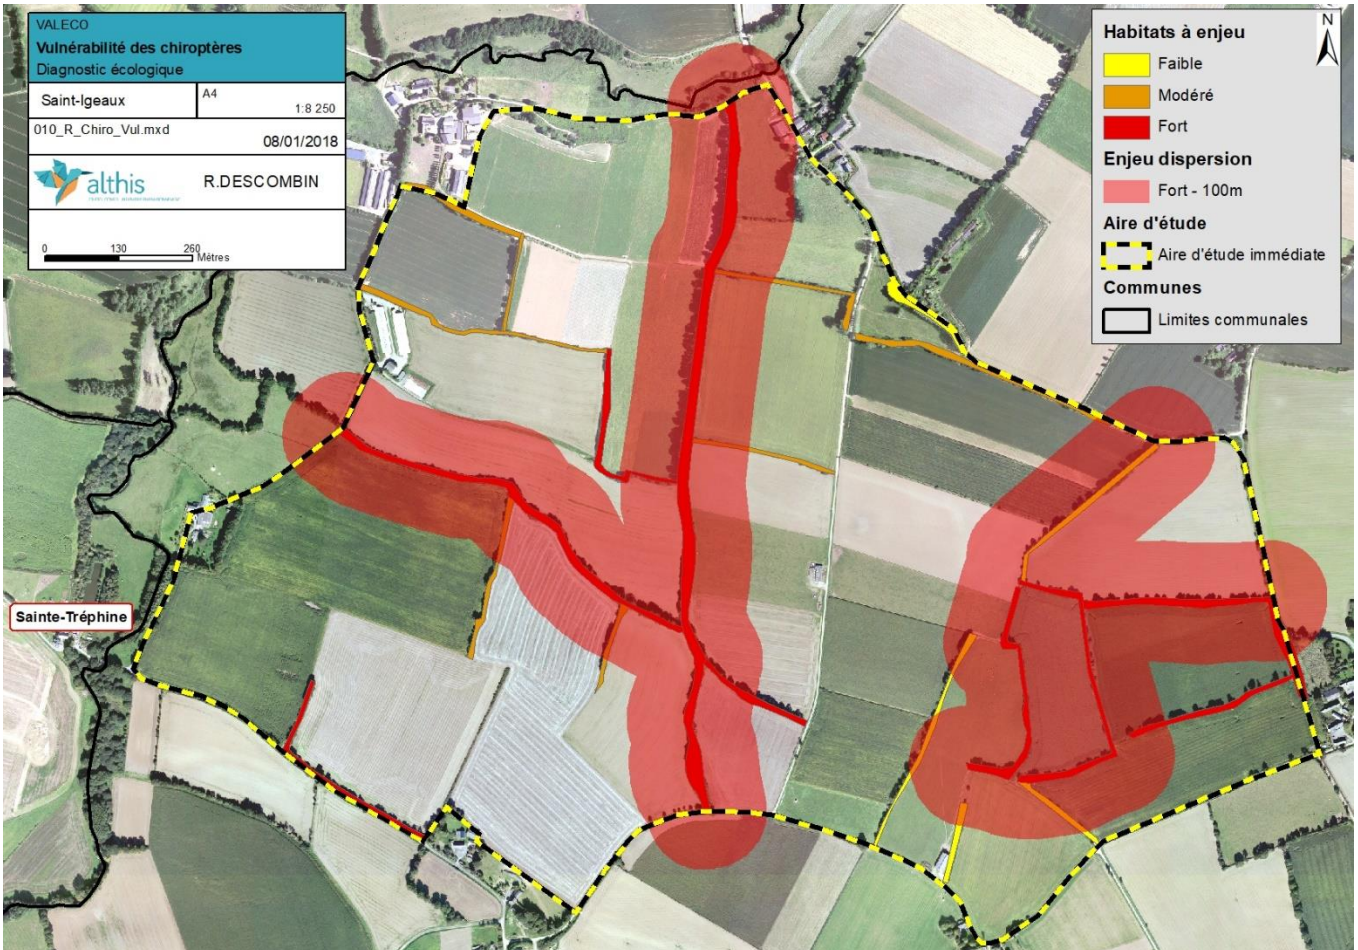 VALECO
Vulnérabilité des chiroptères
Diagnostic écologique
Saint-Igeaux
A4
1:8 250
010_R_Chiro_Vul.mxd
08/01/2018
althis
R.DESCOMBIN
0 130 260
Mètres
Habitats à enjeu
Faible
Modéré
Fort
Enjeu dispersion
Fort - 100m
Aire d'étude
Aire d'étude immédiate
Communes
Limites communales
N
Sainte-Tréphine